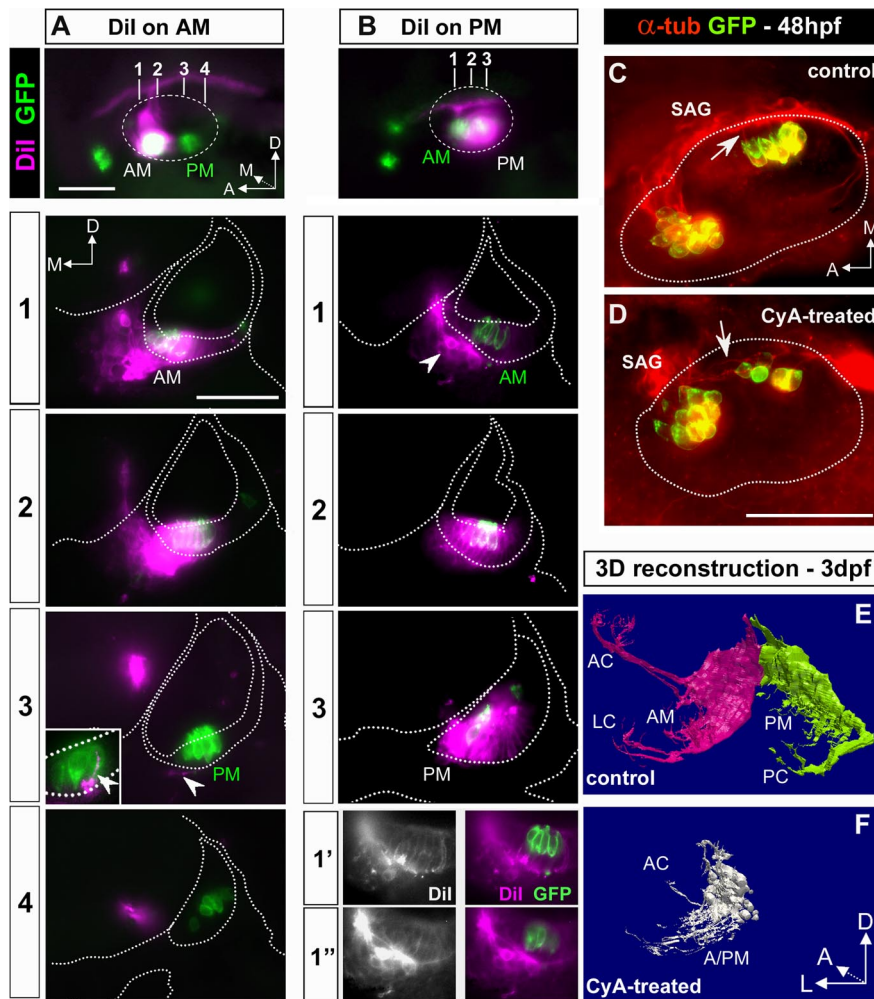 A DiI on AM
DiI GFP
1 2 3 4
AM PM
D
M
A
1
D
M
AM
2
3
PM
4
B DiI on PM
1 2 3
AM PM
1
AM
2
3
PM
1'
DiI
DiI GFP
1"
α-tub GFP - 48hpf
C control
SAG
M
A
D CyA-treated
SAG
3D reconstruction - 3dpf
E
AC
LC AM PM
PC
control
F
AC
A/PM
D
A
L
CyA-treated